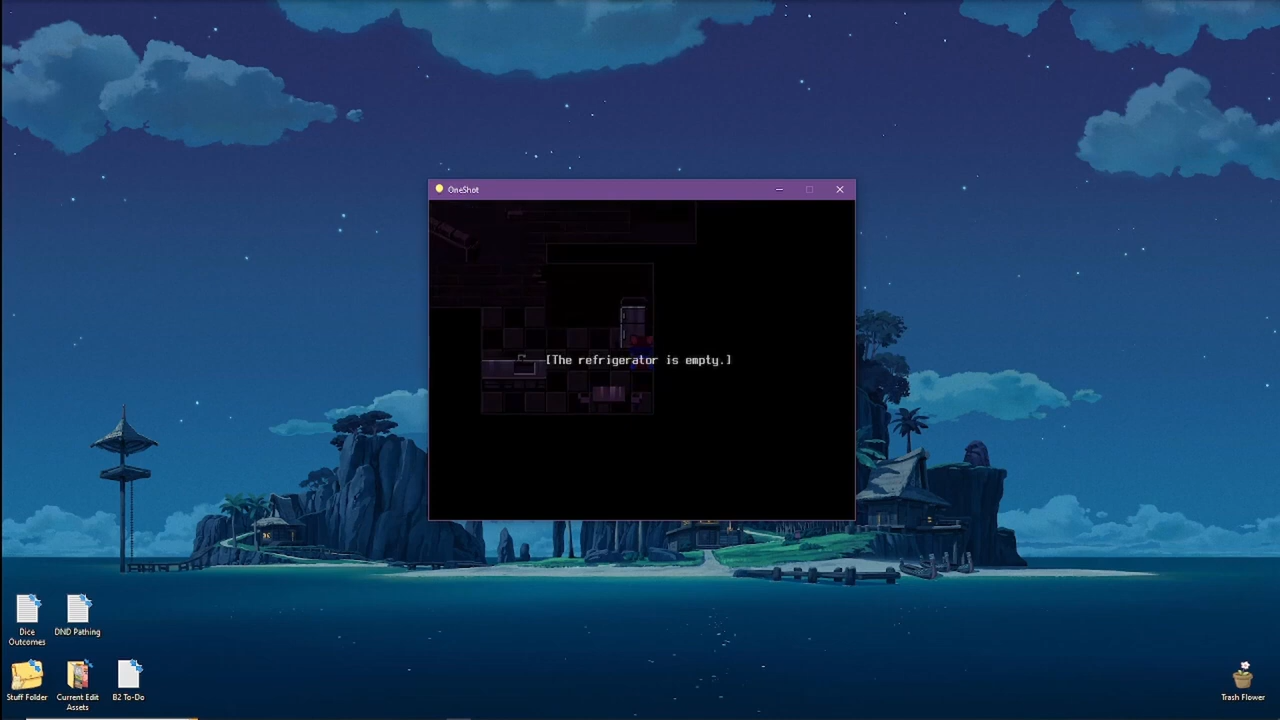 OneShot
[The refrigerator is empty.]
Dice
Outcomes
DND Pathing
Stuff Folder
Current Edit
Assets
B2 To-Do
Trash Flower